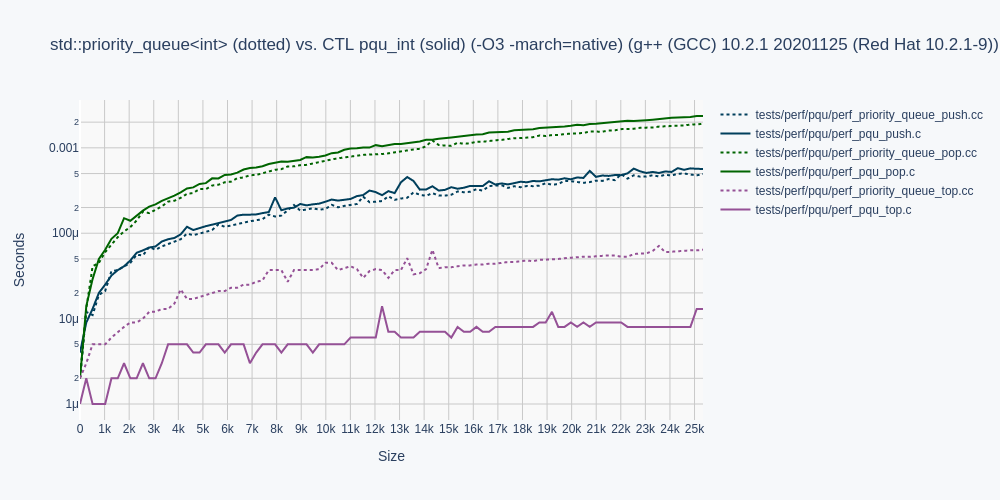 std::priority_queue<int> (dotted) vs. CTL pqu_int (solid) (-O3 -march=native) (g++ (GCC) 10.2.1 20201125 (Red Hat 10.2.1-9))
tests/perf/pqu/perf_priority_queue_push.cc
tests/perf/pqu/perf_pqu_push.c
tests/perf/pqu/perf_priority_queue_pop.cc
tests/perf/pqu/perf_pqu_pop.c
tests/perf/pqu/perf_priority_queue_top.cc
tests/perf/pqu/perf_pqu_top.c
2
0.001
5
2
100μ
5
2
10μ
5
2
1μ
Seconds
0 1k 2k 3k 4k 5k 6k 7k 8k 9k 10k 11k 12k 13k 14k 15k 16k 17k 18k 19k 20k 21k 22k 23k 24k 25k
Size